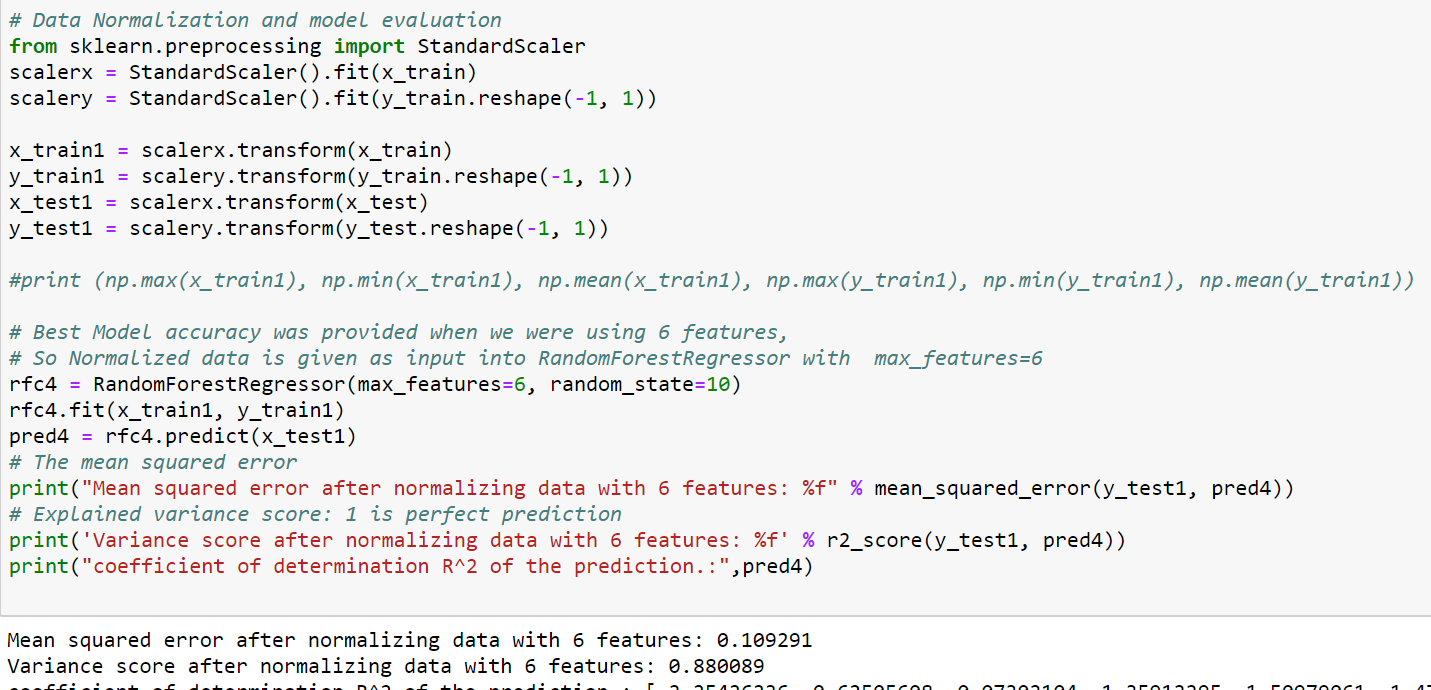 # Data Normalization and model evaluation
from sklearn.preprocessing import StandardScaler
scalerx = StandardScaler().fit(x_train)
scalery = StandardScaler().fit(y_train.reshape(-1, 1))
x_train1 = scalerx.transform(x_train)
y_train1 = scalery.transform(y_train.reshape(-1, 1))
x_test1 = scalerx.transform(x_test)
y_test1 = scalery.transform(y_test.reshape(-1, 1))
#print (np.max(x_train1), np.min(x_train1), np.mean(x_train1), np.max(y_train1), np.min(y_train1), np.mean(y_train1))
# Best Model accuracy was provided when we were using 6 features,
# So Normalized data is given as input into RandomForestRegressor with  max_features=6
rfc4 = RandomForestRegressor(max_features=6, random_state=10)
rfc4.fit(x_train1, y_train1)
pred4 = rfc4.predict(x_test1)
# The mean squared error
print("Mean squared error after normalizing data with 6 features: %f" % mean_squared_error(y_test1, pred4))
# Explained variance score: 1 is perfect prediction
print('Variance score after normalizing data with 6 features: %f' % r2_score(y_test1, pred4))
print("coefficient of determination R^2 of the prediction.:",pred4)
Mean squared error after normalizing data with 6 features: 0.109291
Variance score after normalizing data with 6 features: 0.880089
coefficient of determination R^2 of the prediction.: [